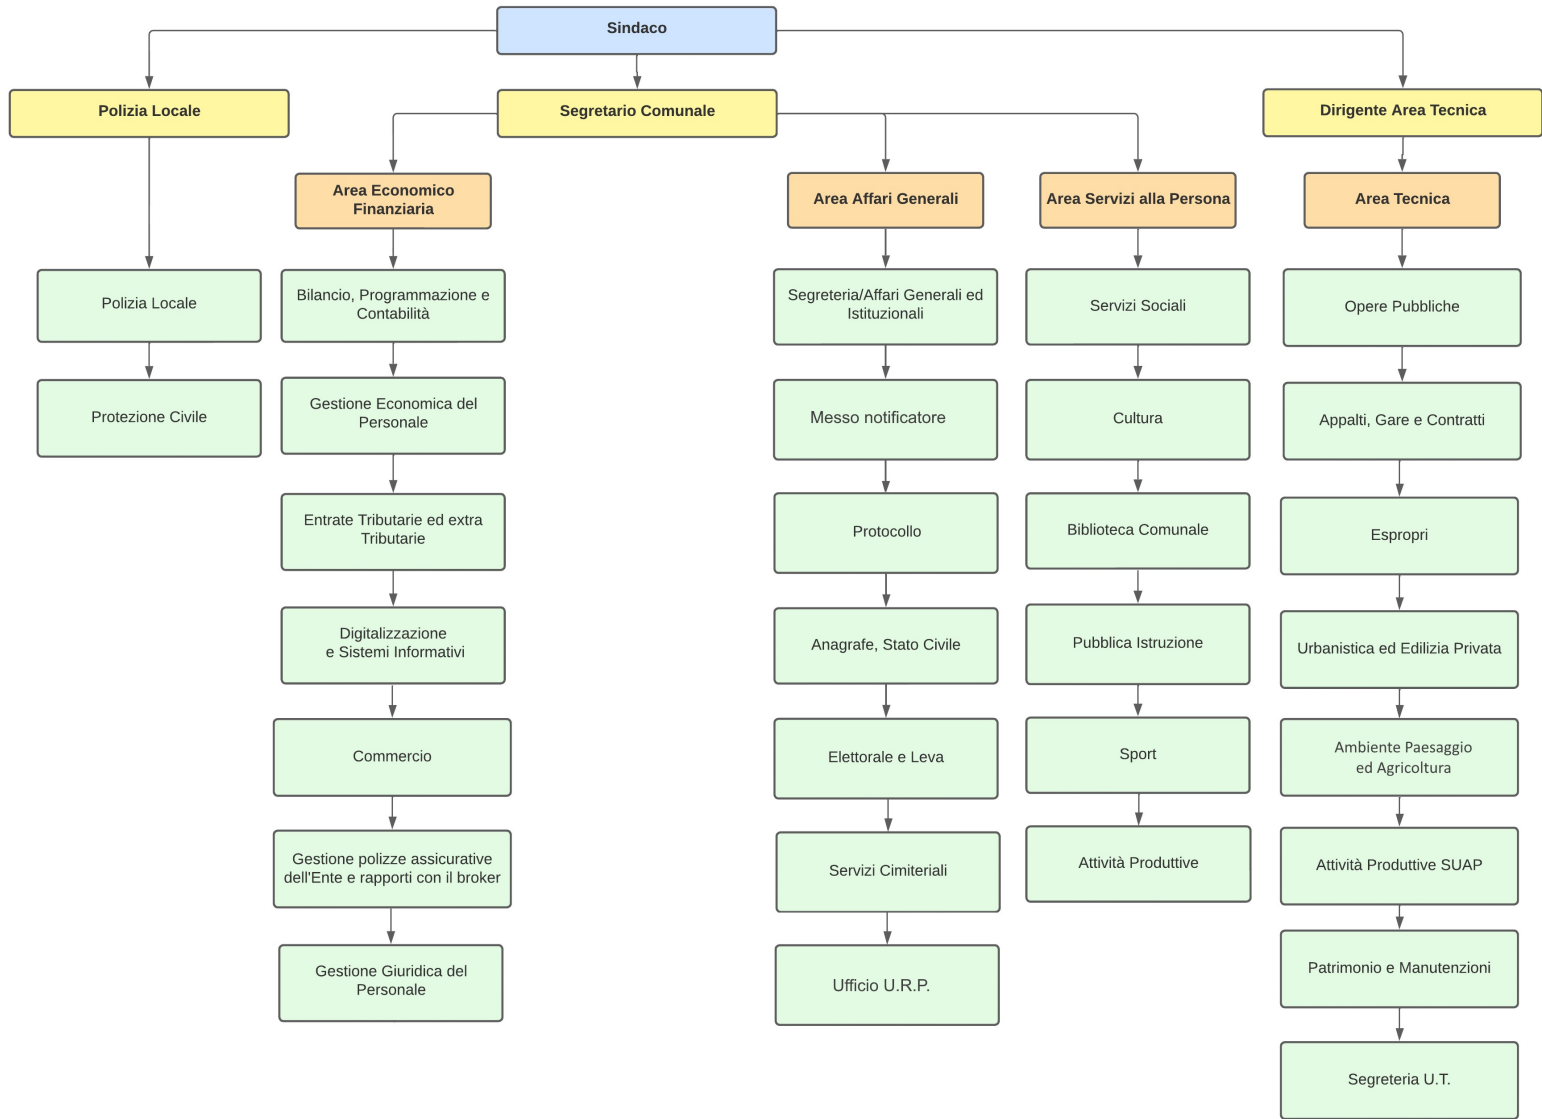 Sindaco
Polizia Locale
Segretario Comunale
Dirigente Area Tecnica
Area Economico
Finanziaria
Area Affari Generali
Area Servizi alla Persona
Area Tecnica
Polizia Locale
Protezione Civile
Bilancio, Programmazione e
Contabilità
Gestione Economica del
Personale
Entrate Tributarie ed extra
Tributarie
Digitalizzazione
e Sistemi Informativi
Commercio
Gestione polizze assicurative
dell'Ente e rapporti con il broker
Gestione Giuridica del
Personale
Segreteria/Affari Generali ed
Istituzionali
Messo notificatore
Protocollo
Anagrafe, Stato Civile
Elettorale e Leva
Servizi Cimiteriali
Ufficio U.R.P.
Servizi Sociali
Cultura
Biblioteca Comunale
Pubblica Istruzione
Sport
Attività Produttive
Opere Pubbliche
Appalti, Gare e Contratti
Espropri
Urbanistica ed Edilizia Privata
Ambiente Paesaggio
ed Agricoltura
Attività Produttive SUAP
Patrimonio e Manutenzioni
Segreteria U.T.